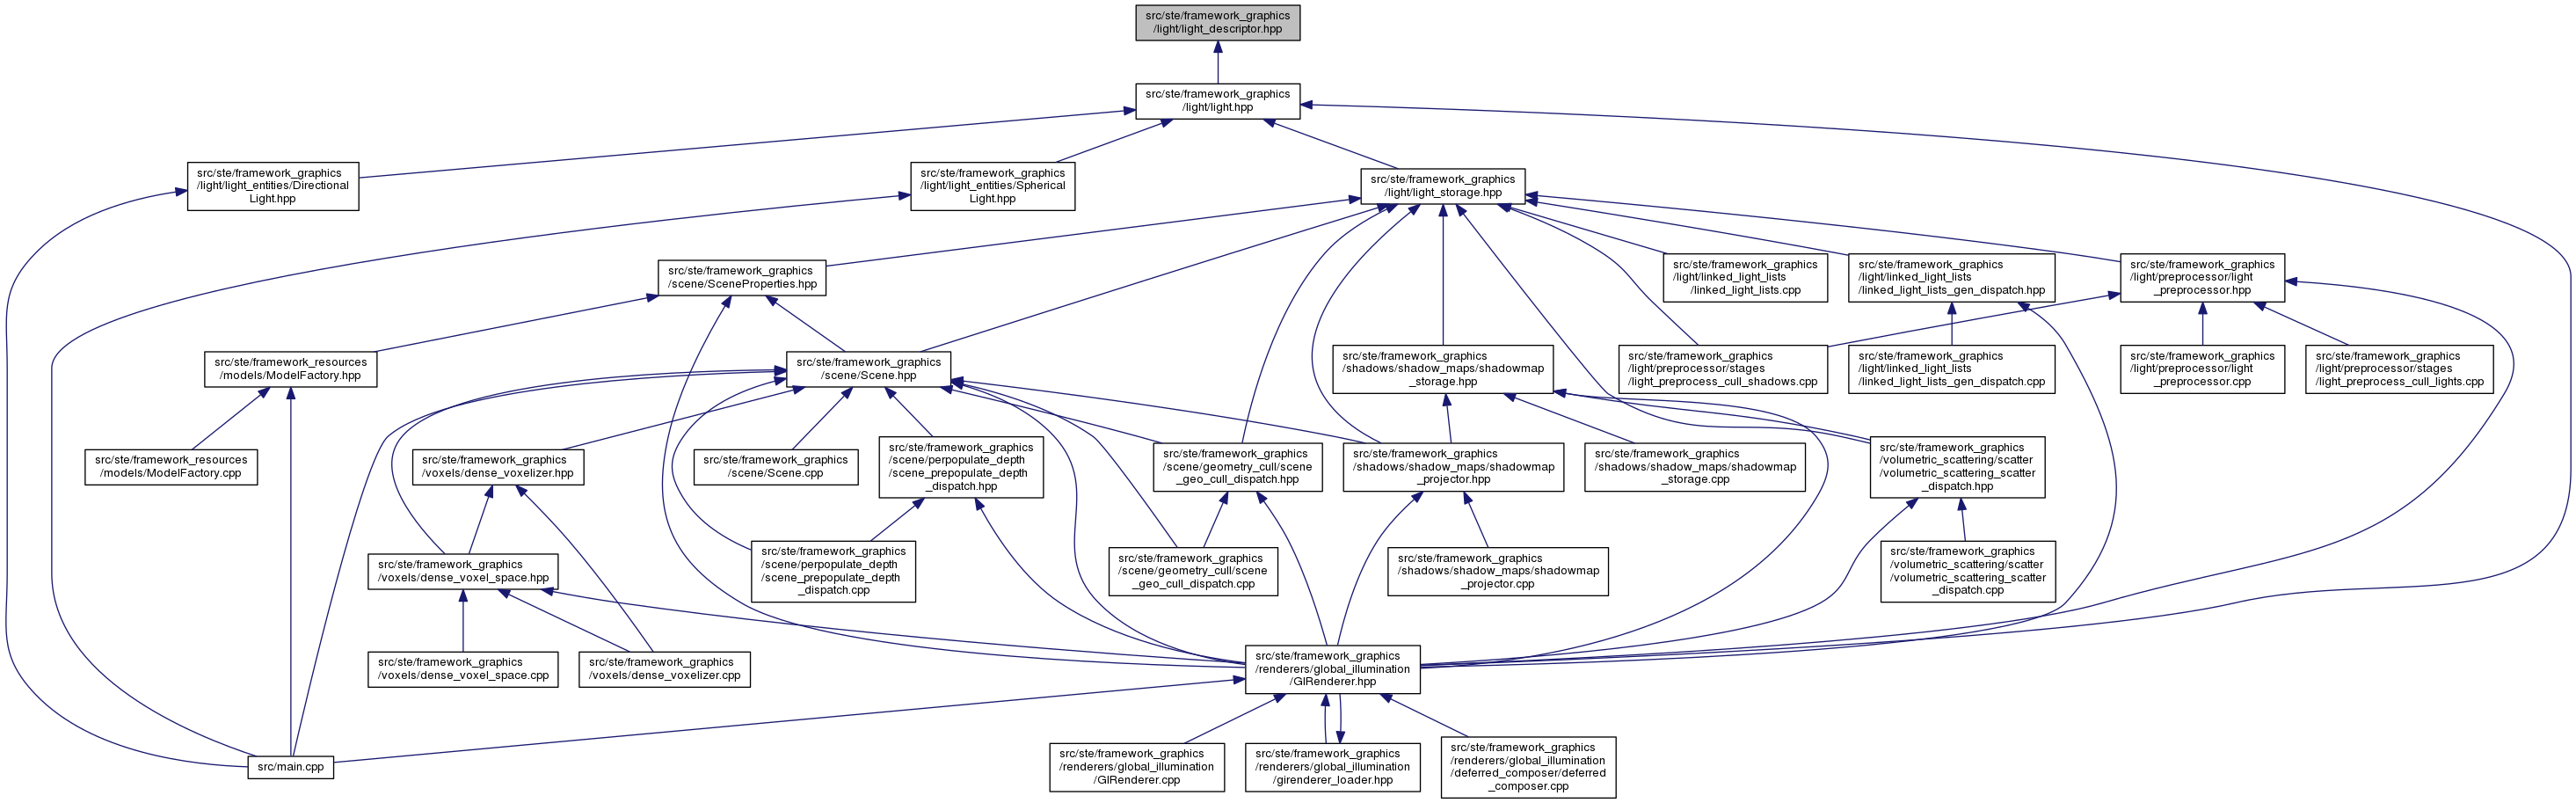 src/ste/framework_graphics
/light/light_descriptor.hpp
src/ste/framework_graphics
/light/light.hpp
src/ste/framework_graphics
/light/light_entities/Directional
Light.hpp
src/ste/framework_graphics
/light/light_entities/Spherical
Light.hpp
src/ste/framework_graphics
/light/light_storage.hpp
src/ste/framework_graphics
/scene/SceneProperties.hpp
src/ste/framework_graphics
/light/linked_light_lists
/linked_light_lists.cpp
src/ste/framework_graphics
/light/linked_light_lists
/linked_light_lists_gen_dispatch.hpp
src/ste/framework_graphics
/light/preprocessor/light
_preprocessor.hpp
src/ste/framework_resources
/models/ModelFactory.hpp
src/ste/framework_graphics
/scene/Scene.hpp
src/ste/framework_graphics
/shadows/shadow_maps/shadowmap
_storage.hpp
src/ste/framework_graphics
/light/preprocessor/stages
/light_preprocess_cull_shadows.cpp
src/ste/framework_graphics
/light/linked_light_lists
/linked_light_lists_gen_dispatch.cpp
src/ste/framework_graphics
/light/preprocessor/light
_preprocessor.cpp
src/ste/framework_graphics
/light/preprocessor/stages
/light_preprocess_cull_lights.cpp
src/ste/framework_resources
/models/ModelFactory.cpp
src/ste/framework_graphics
/voxels/dense_voxelizer.hpp
src/ste/framework_graphics
/scene/Scene.cpp
src/ste/framework_graphics
/scene/perpopulate_depth
/scene_prepopulate_depth
_dispatch.hpp
src/ste/framework_graphics
/scene/geometry_cull/scene
_geo_cull_dispatch.hpp
src/ste/framework_graphics
/shadows/shadow_maps/shadowmap
_projector.hpp
src/ste/framework_graphics
/shadows/shadow_maps/shadowmap
_storage.cpp
src/ste/framework_graphics
/volumetric_scattering/scatter
/volumetric_scattering_scatter
_dispatch.hpp
src/ste/framework_graphics
/voxels/dense_voxel_space.hpp
src/ste/framework_graphics
/scene/perpopulate_depth
/scene_prepopulate_depth
_dispatch.cpp
src/ste/framework_graphics
/scene/geometry_cull/scene
_geo_cull_dispatch.cpp
src/ste/framework_graphics
/shadows/shadow_maps/shadowmap
_projector.cpp
src/ste/framework_graphics
/volumetric_scattering/scatter
/volumetric_scattering_scatter
_dispatch.cpp
src/ste/framework_graphics
/voxels/dense_voxel_space.cpp
src/ste/framework_graphics
/voxels/dense_voxelizer.cpp
src/ste/framework_graphics
/renderers/global_illumination
/GIRenderer.hpp
src/main.cpp
src/ste/framework_graphics
/renderers/global_illumination
/GIRenderer.cpp
src/ste/framework_graphics
/renderers/global_illumination
/girenderer_loader.hpp
src/ste/framework_graphics
/renderers/global_illumination
/deferred_composer/deferred
_composer.cpp